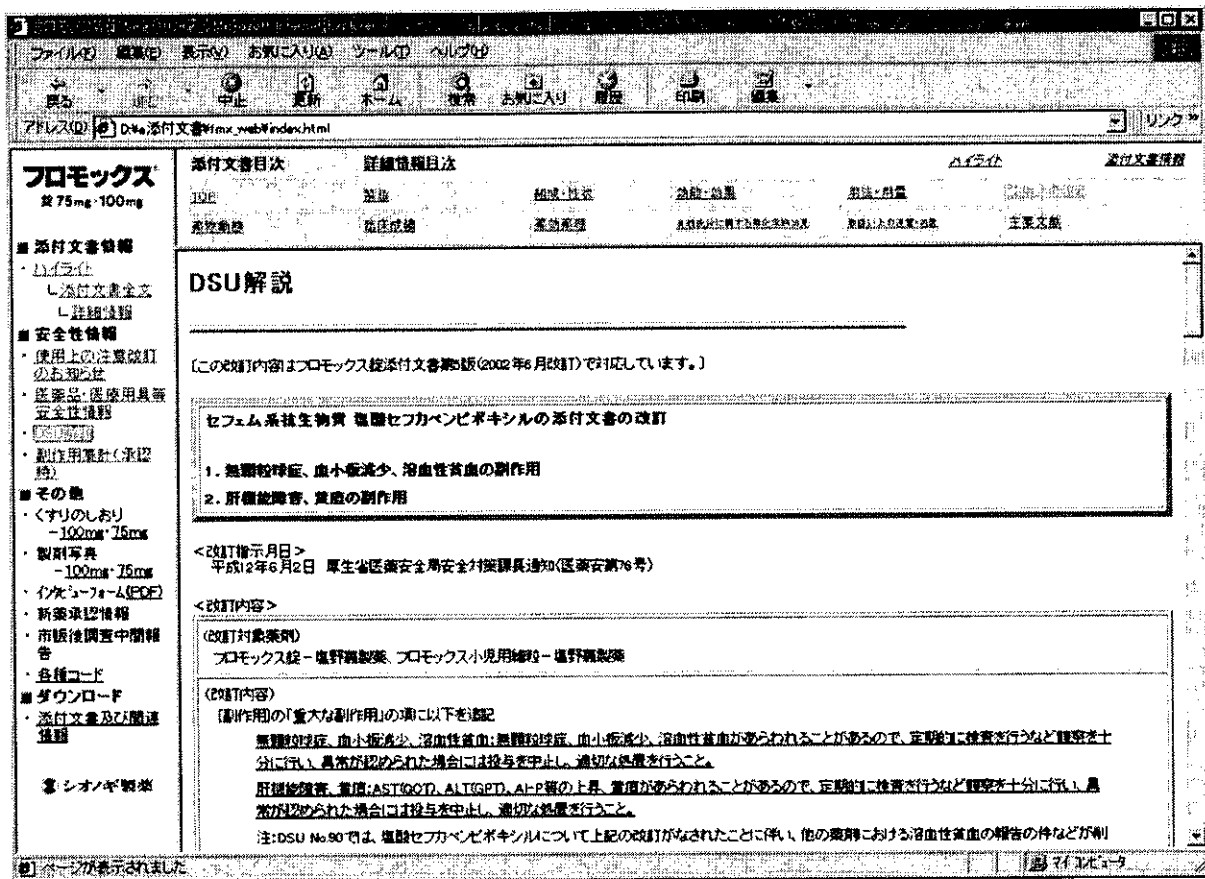 ファイル(F) 編集(E) 表示(V) お気に入り(A) ツール(T) ヘルプ(H)
戻る 中止 更新 ホーム 検索 お気に入り 履歴 印刷 編集
アドレス(D) D:¥a添付文書¥fmx_web¥index.html リンク »
フロモックス
錠75mg・100mg
■ 添付文書情報
・ハイライト
┗添付文書全文
┗詳細情報
■ 安全性情報
・使用上の注意改訂
のお知らせ
・医薬品・医療用具等
安全性情報
・DSU解説
・副作用集計(承認
時)
■ その他
・くすりのしおり
-100mg・75mg
・製剤写真
-100mg・75mg
・インタビューフォーム(PDF)
・新薬承認情報
・市販後調査中間報
告
・各種コード
■ ダウンロード
・添付文書及び関連
情報
シオノギ製薬
添付文書目次 詳細情報目次 ハイライト 添付文書情報
TOP 警告 組成・性状 効能・効果 用法・用量
薬物動態 臨床成績 薬効薬理 有効成分に関する理化学的知見 取扱い上の注意・包装 主要文献
DSU解説
[この改訂内容はフロモックス錠添付文書第5版(2002年6月改訂)で対応しています。]
セフェム系抗生物質 塩酸セフカペンピボキシルの添付文書の改訂
1. 無顆粒球症、血小板減少、溶血性貧血の副作用
2. 肝機能障害、黄疸の副作用
<改訂指示月日>
平成12年6月2日 厚生省医薬安全局安全対策課長通知(医薬安第76号)
<改訂内容>
(改訂対象薬剤)
フロモックス錠-塩野義製薬、フロモックス小児用細粒-塩野義製薬
(改訂内容)
[副作用]の「重大な副作用」の項に以下を追記
無顆粒球症、血小板減少、溶血性貧血:無顆粒球症、血小板減少、溶血性貧血があらわれることがあるので、定期的に検査を行うなど観察を十
分に行い、異常が認められた場合には投与を中止し、適切な処置を行うこと。
肝機能障害、黄疸:AST(GOT)、ALT(GPT)、Al-P等の上昇、黄疸があらわれることがあるので、定期的に検査を行うなど観察を十分に行い、異
常が認められた場合には投与を中止し、適切な処置を行うこと。
注:DSU No.90では、塩酸セフカペンピボキシルについて上記の改訂がなされたことに伴い、他の薬剤における溶血性貧血の報告の件などが削
ページが表示されました マイ コンピュータ